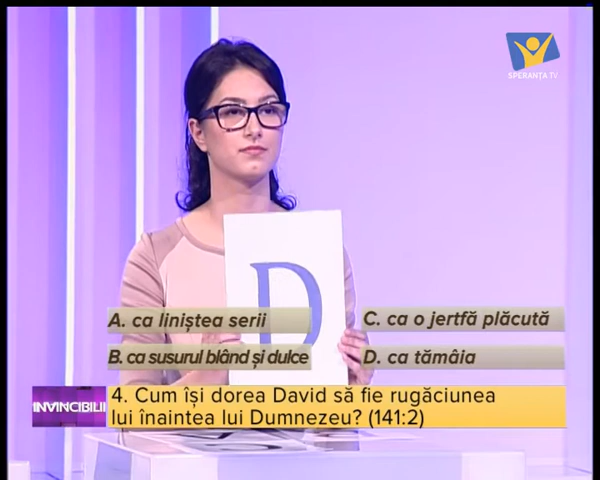 SPERANȚA TV
D
A. ca liniștea serii
C. ca o jertfă plăcută
B. ca susurul blând și dulce
D. ca tămâia
INVINCIBILII
4. Cum își dorea David să fie rugăciunea
lui înaintea lui Dumnezeu? (141:2)